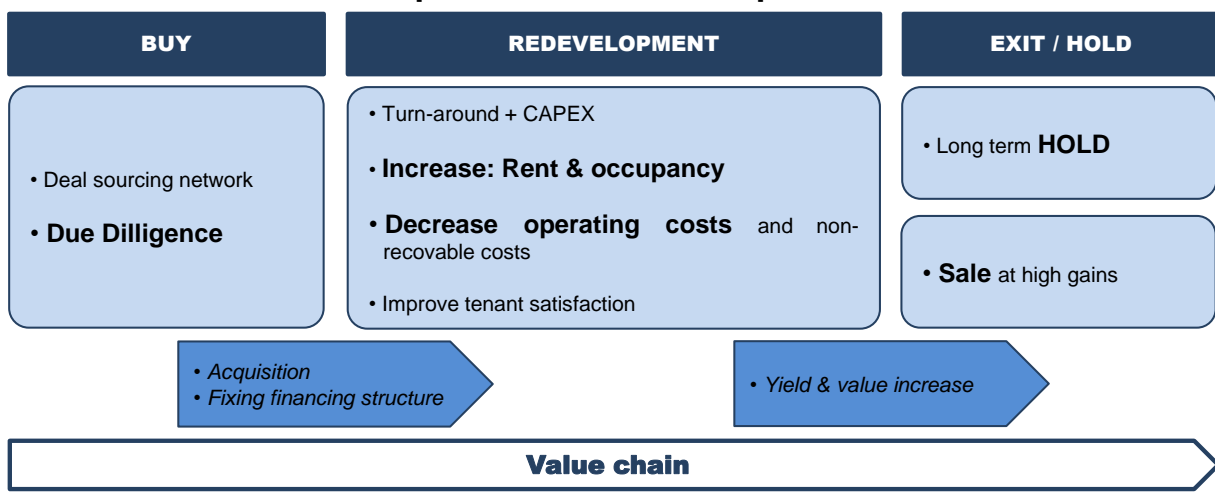 BUY
REDEVELOPMENT
EXIT / HOLD
• Deal sourcing network
• Due Dilligence
• Turn-around + CAPEX
• Increase: Rent & occupancy
• Decrease operating costs and non-
recovable costs
• Improve tenant satisfaction
• Long term HOLD
• Sale at high gains
• Acquisition
• Fixing financing structure
• Yield & value increase
Value chain